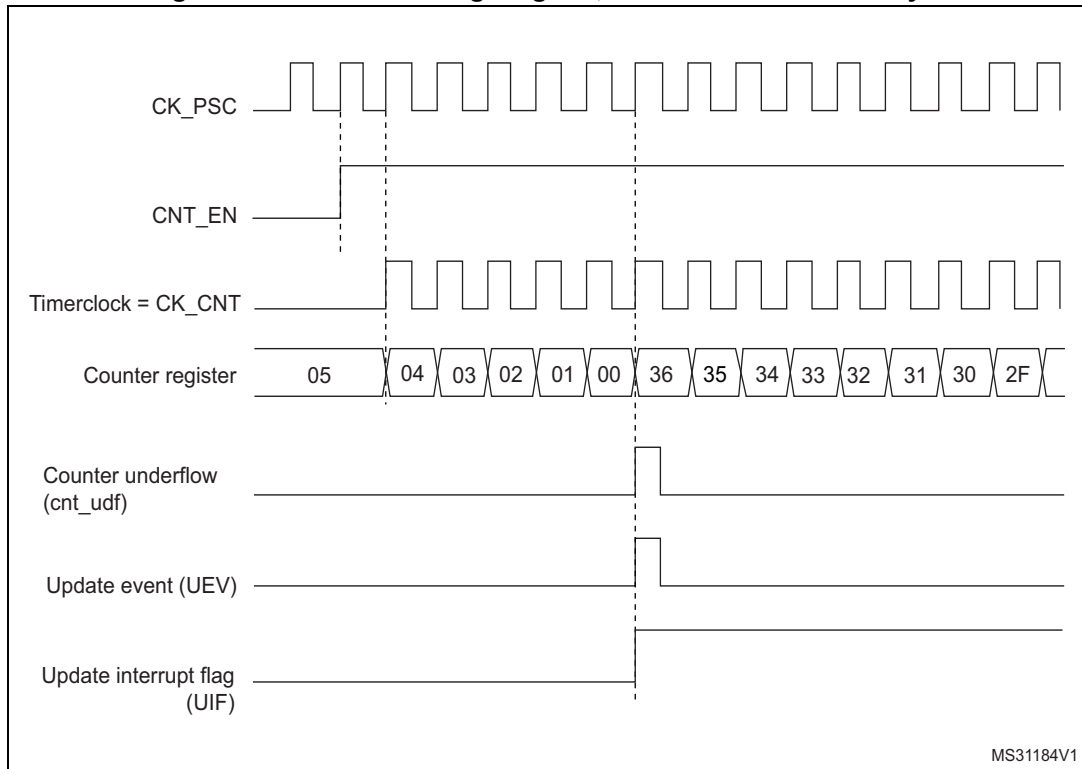 CK_PSC
CNT_EN
Timerclock = CK_CNT
Counter register 05 04 03 02 01 00 36 35 34 33 32 31 30 2F
Counter underflow
(cnt_udf)
Update event (UEV)
Update interrupt flag
(UIF)
MS31184V1